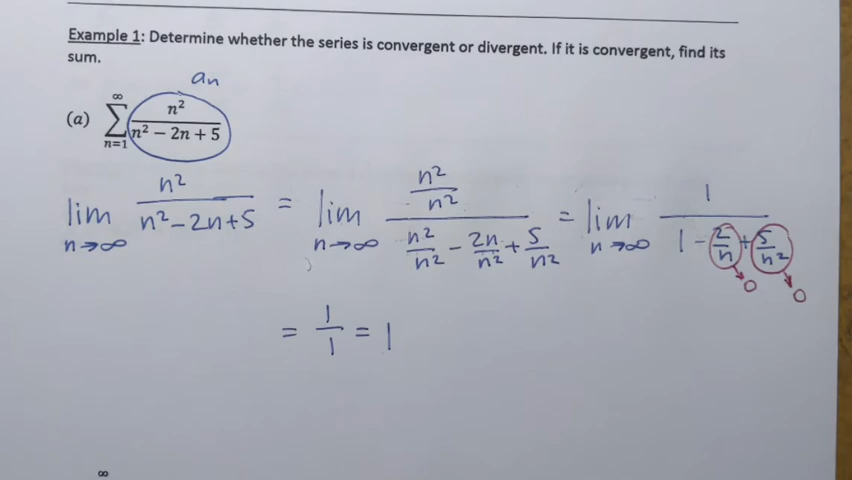 Example 1: Determine whether the series is convergent or divergent. If it is convergent, find its
sum.
aₙ
(a) ∑_{n=1}^{∞} n²/(n² − 2n + 5)
lim_{n→∞} n²/(n² − 2n + 5) = lim_{n→∞} (n²/n²)/(n²/n² − 2n/n² + 5/n²) = lim_{n→∞} 1/(1 − 2/n + 5/n²)
0 0
= 1/1 = 1
∞